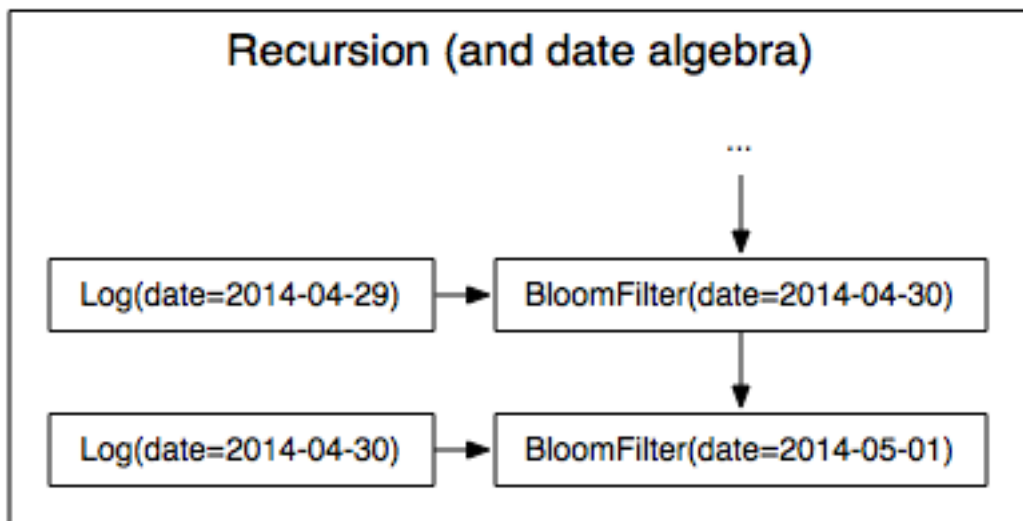 Recursion (and date algebra)
...
Log(date=2014-04-29)
BloomFilter(date=2014-04-30)
Log(date=2014-04-30)
BloomFilter(date=2014-05-01)